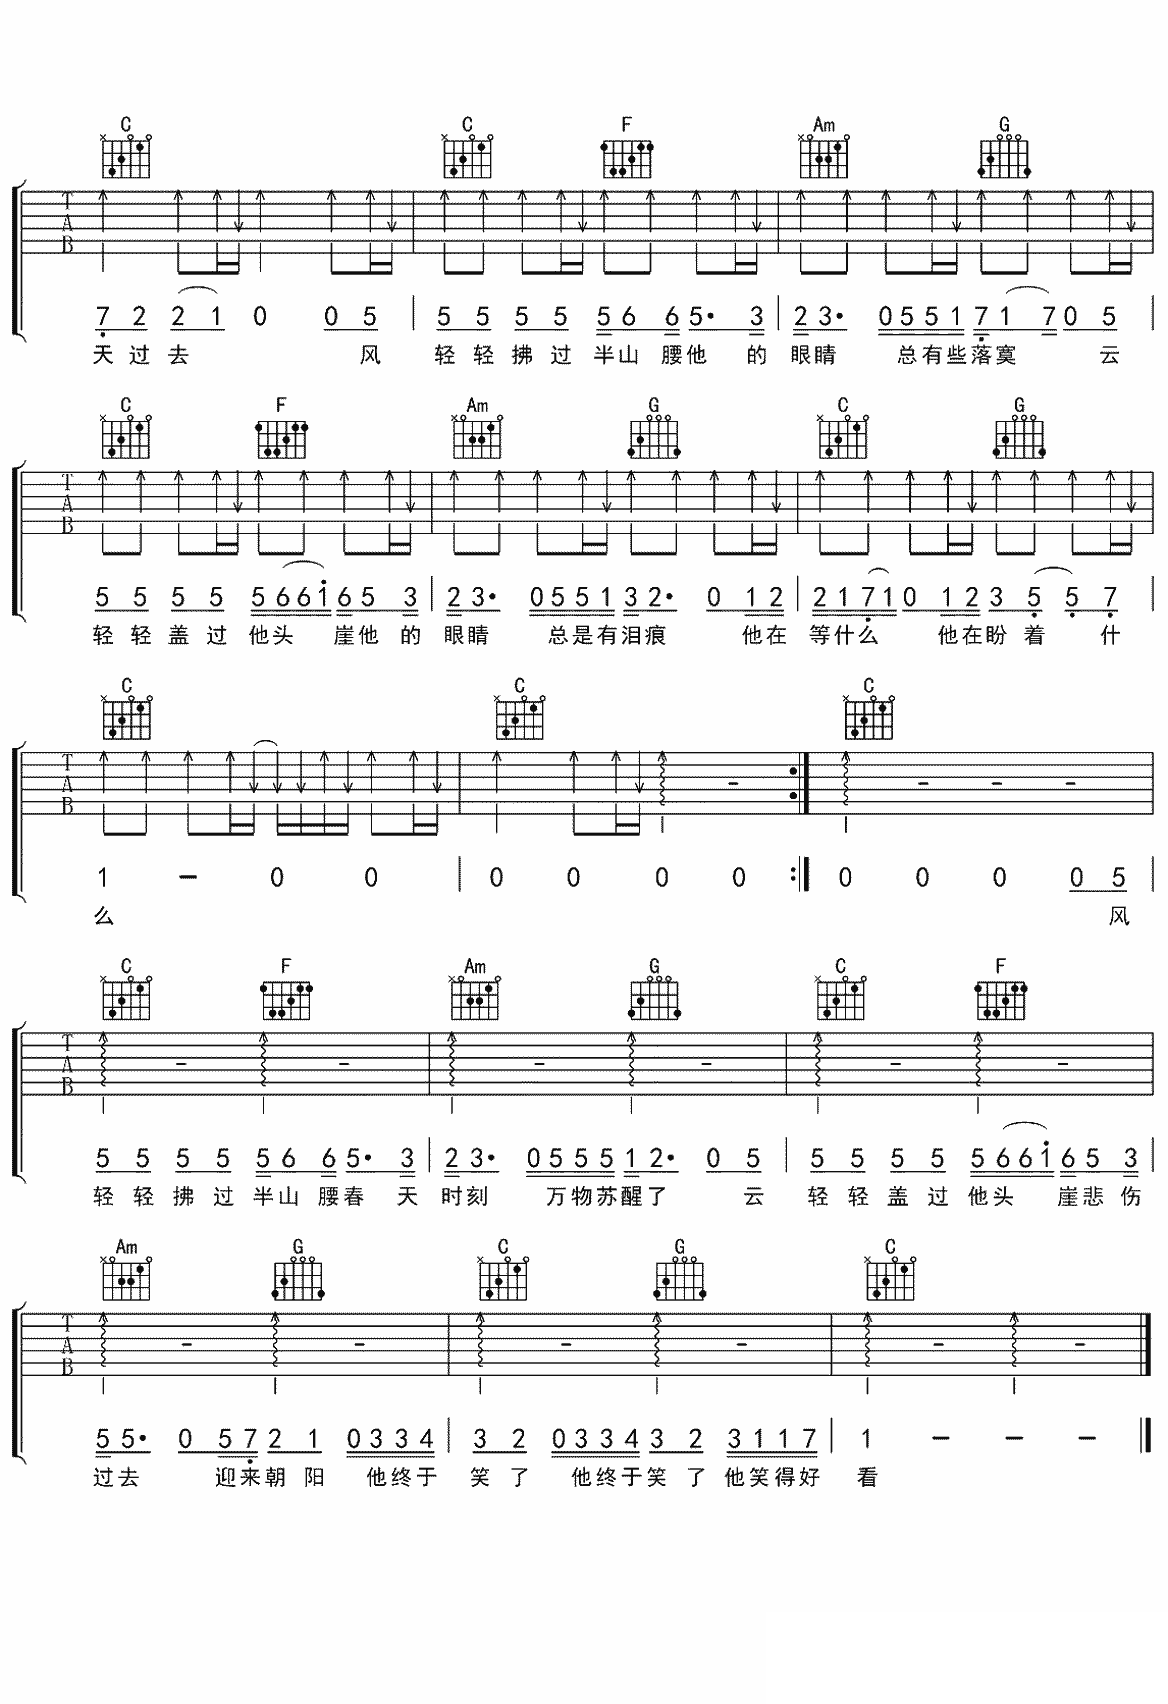 C C F Am G
T A B
7 2 2 1 0 0 5 5 5 5 5 5 6 6 5· 3 2 3· 0 5 5 1 7 1 7 0 5
天 过 去 风 轻 轻 拂 过 半 山 腰 他 的 眼 睛 总 有 些 落 寞 云
C F Am G C G
T A B
5 5 5 5 5 6 6 1 6 5 3 2 3· 0 5 5 1 3 2· 0 1 2 2 1 7 1 0 1 2 3 5 5 7
轻 轻 盖 过 他 头 崖 他 的 眼 睛 总 是 有 泪 痕 他 在 等 什 么 他 在 盼 着 什
C C C
T A B
1 - 0 0 0 0 0 0 0 0 0 0 5
么 风
C F Am G C F
T A B
5 5 5 5 5 6 6 5· 3 2 3· 0 5 5 5 1 2· 0 5 5 5 5 5 5 6 6 1 6 5 3
轻 轻 拂 过 半 山 腰 春 天 时 刻 万 物 苏 醒 了 云 轻 轻 盖 过 他 头 崖 悲 伤
Am G C G C
T A B
5 5· 0 5 7 2 1 0 3 3 4 3 2 0 3 3 4 3 2 3 1 1 7 1 - - -
过 去 迎 来 朝 阳 他 终 于 笑 了 他 终 于 笑 了 他 笑 得 好 看